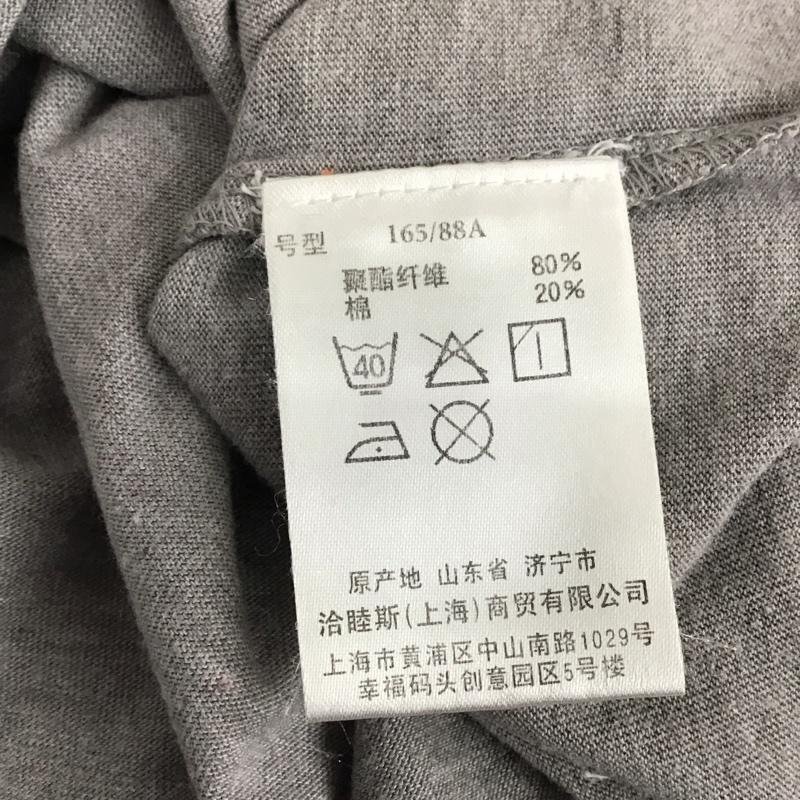 号型 165/88A
聚酯纤维 80%
棉 20%
40
原产地 山东省 济宁市
洽睦斯(上海)商贸有限公司
上海市黄浦区中山南路1029号
幸福码头创意园区5号楼